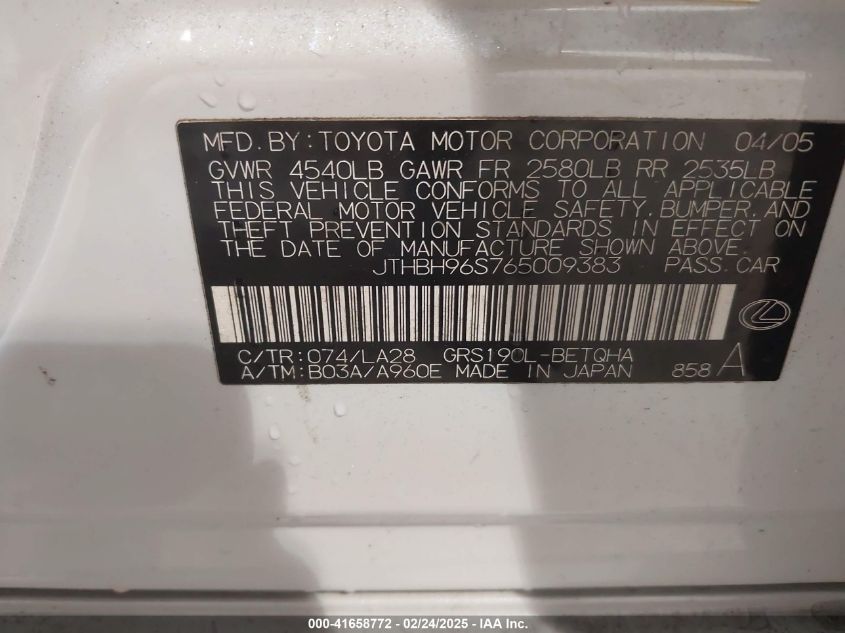 MFD. BY: TOYOTA MOTOR CORPORATION 04/05
GVWR 4540LB GAWR FR 2580LB RR 2535LB
THIS VEHICLE CONFORMS TO ALL APPLICABLE
FEDERAL MOTOR VEHICLE SAFETY, BUMPER, AND
THEFT PREVENTION STANDARDS IN EFFECT ON
THE DATE OF MANUFACTURE SHOWN ABOVE.
JTHBH96S765009383 PASS. CAR
C/TR: 074/LA28 GRS190L-BETQHA
A/TM: B03A/A960E MADE IN JAPAN 858 A
000-41658772 – 02/24/2025 – IAA Inc.